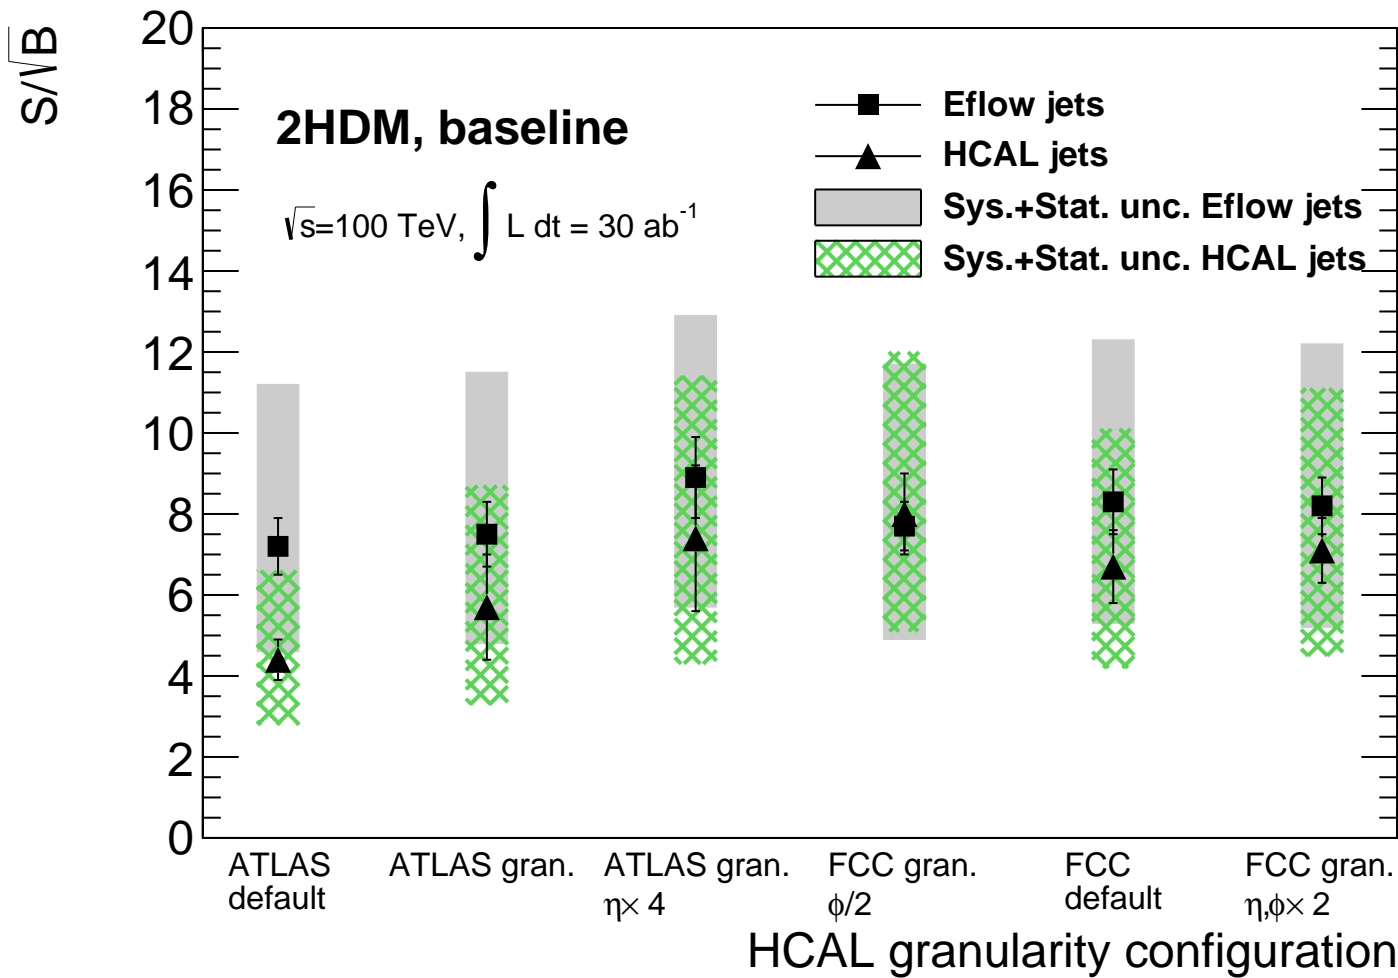 S/√B
20
18
16
14
12
10
8
6
4
2
0
2HDM, baseline
√s=100 TeV, ∫ L dt = 30 ab⁻¹
Eflow jets
HCAL jets
Sys.+Stat. unc. Eflow jets
Sys.+Stat. unc. HCAL jets
ATLAS
default
ATLAS gran.
ATLAS gran.
η× 4
FCC gran.
ϕ/2
FCC
default
FCC gran.
η,ϕ× 2
HCAL granularity configuration